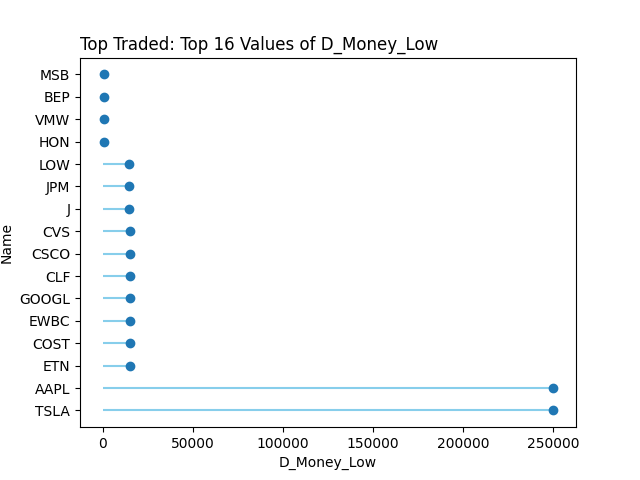 Top Traded: Top 16 Values of D_Money_Low
MSB
BEP
VMW
HON
LOW
JPM
J
CVS
CSCO
CLF
GOOGL
EWBC
COST
ETN
AAPL
TSLA
Name
0 50000 100000 150000 200000 250000
D_Money_Low